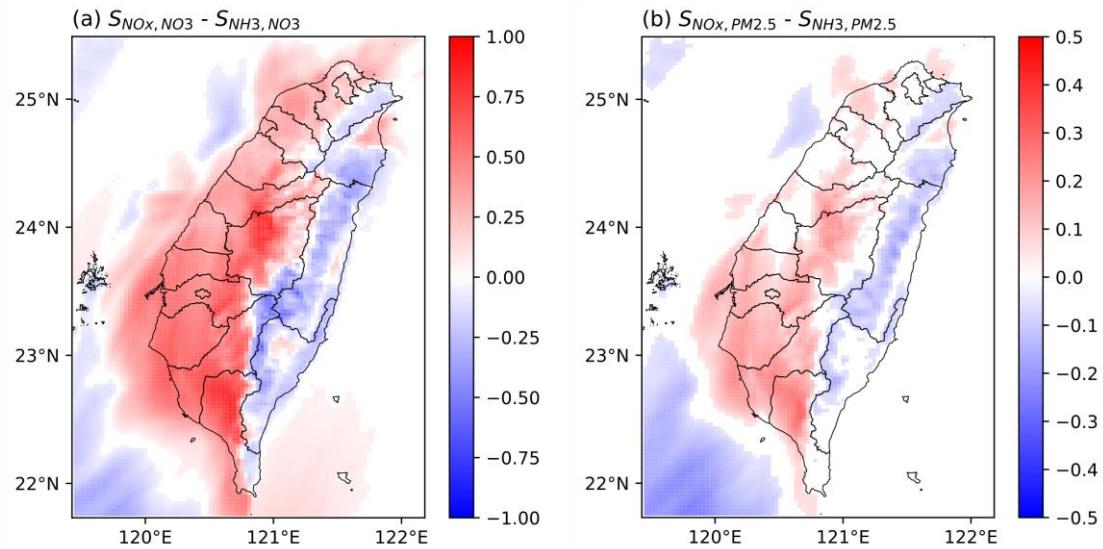 (a) S_NOx, NO3 - S_NH3, NO3
25°N
24°N
23°N
22°N
120°E 121°E 122°E
1.00
0.75
0.50
0.25
0.00
−0.25
−0.50
−0.75
−1.00
(b) S_NOx, PM2.5 - S_NH3, PM2.5
25°N
24°N
23°N
22°N
120°E 121°E 122°E
0.5
0.4
0.3
0.2
0.1
0.0
−0.1
−0.2
−0.3
−0.4
−0.5